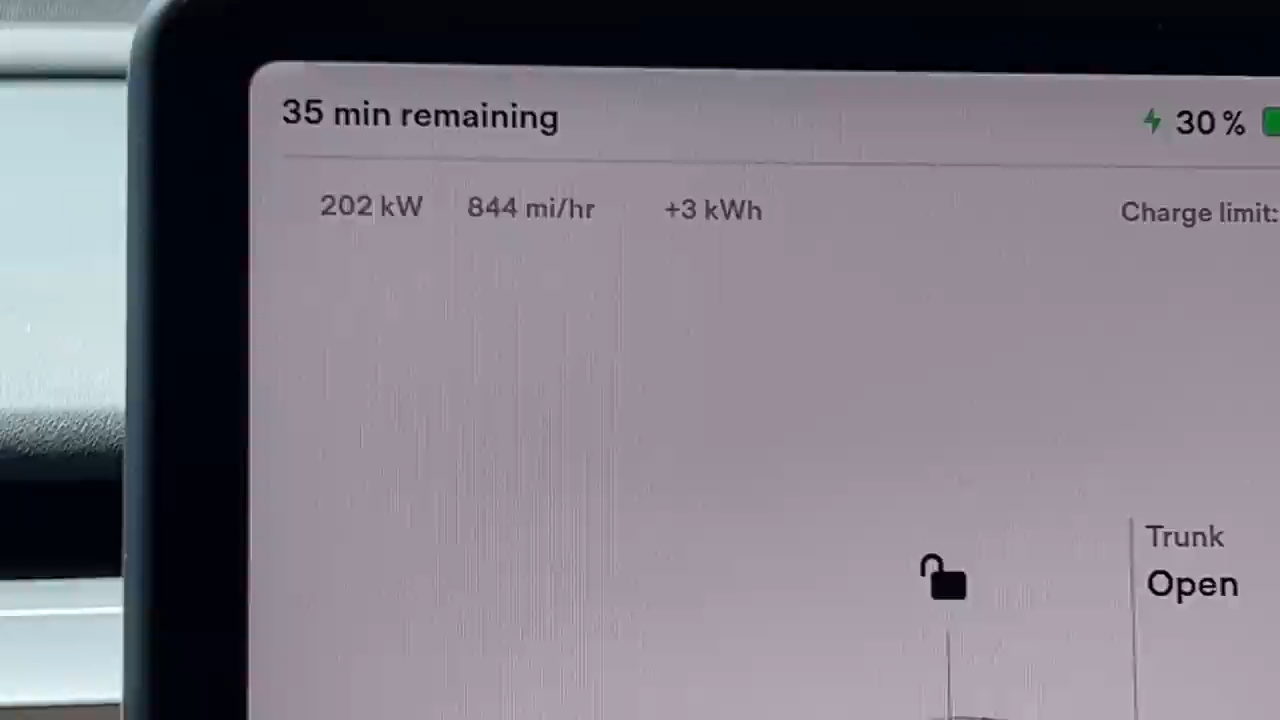 35 min remaining
30 %
202 kW 844 mi/hr +3 kWh
Charge limit:
Trunk
Open